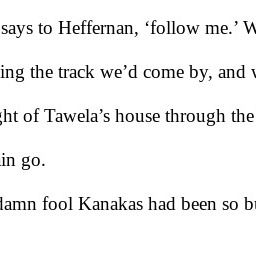 says to Heffernan, ‘follow me.’ W
ing the track we’d come by, and
ght of Tawela’s house through the
in go.
damn fool Kanakas had been so bu